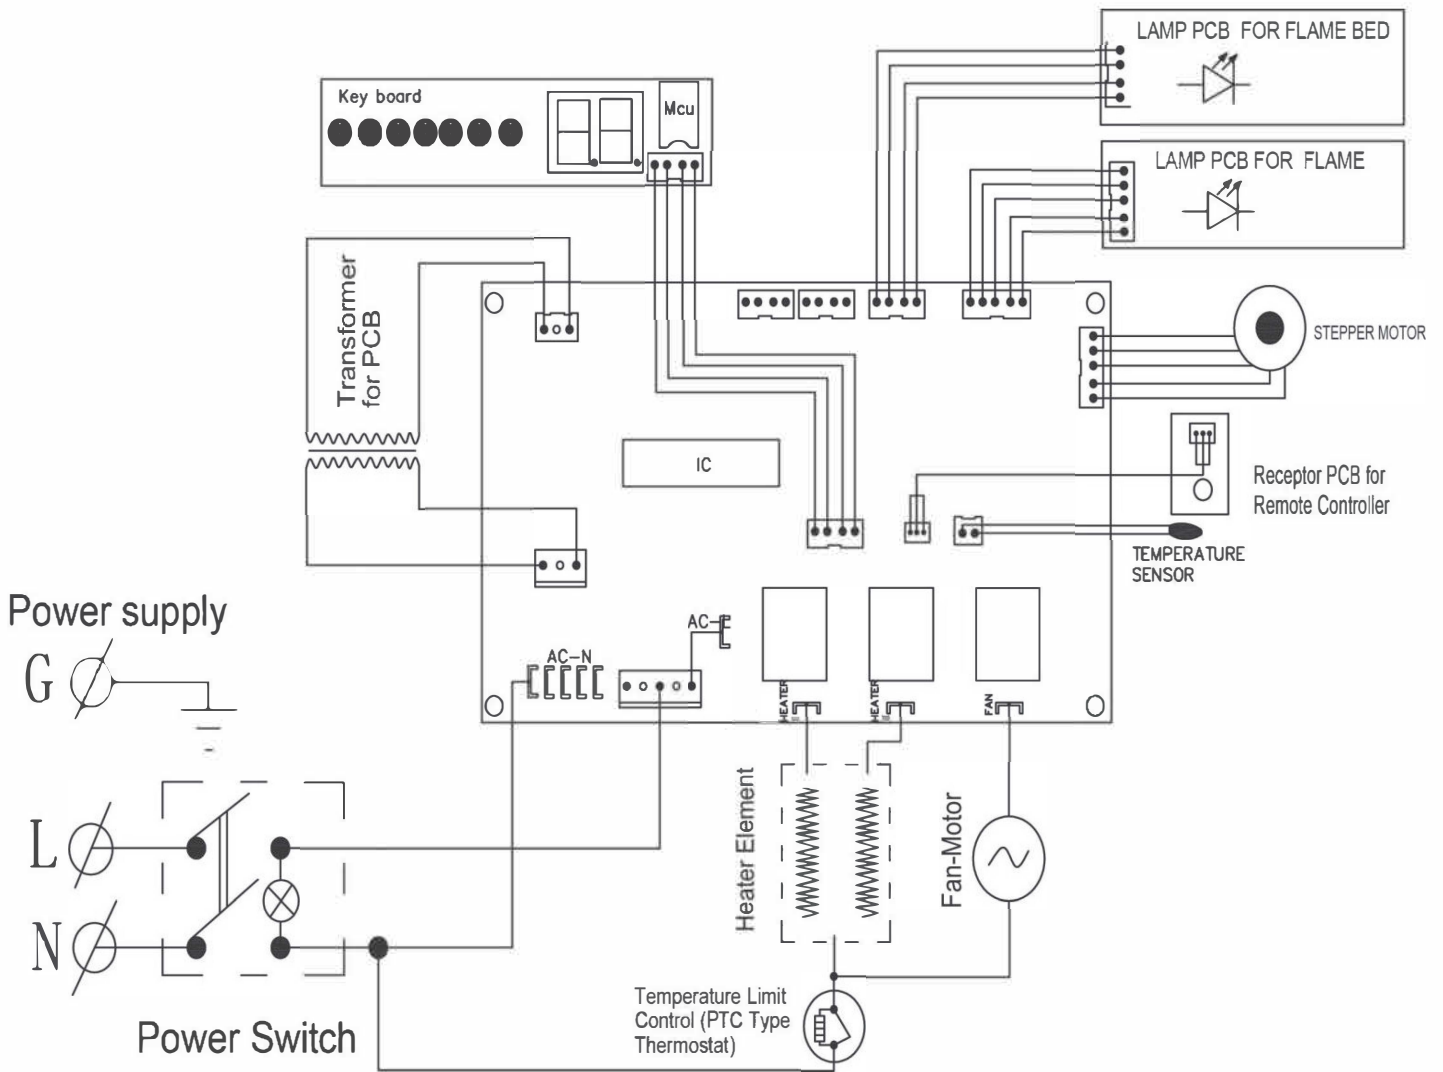 LAMP PCB FOR FLAME BED
Key board
Mcu
LAMP PCB FOR FLAME
Transformer
for PCB
STEPPER MOTOR
IC
Receptor PCB for
Remote Controller
TEMPERATURE
SENSOR
Power supply
G
AC-N
HEATER
HEATER
FAN
L
N
Heater Element
Fan-Motor
Power Switch
Temperature Limit
Control (PTC Type
Thermostat)